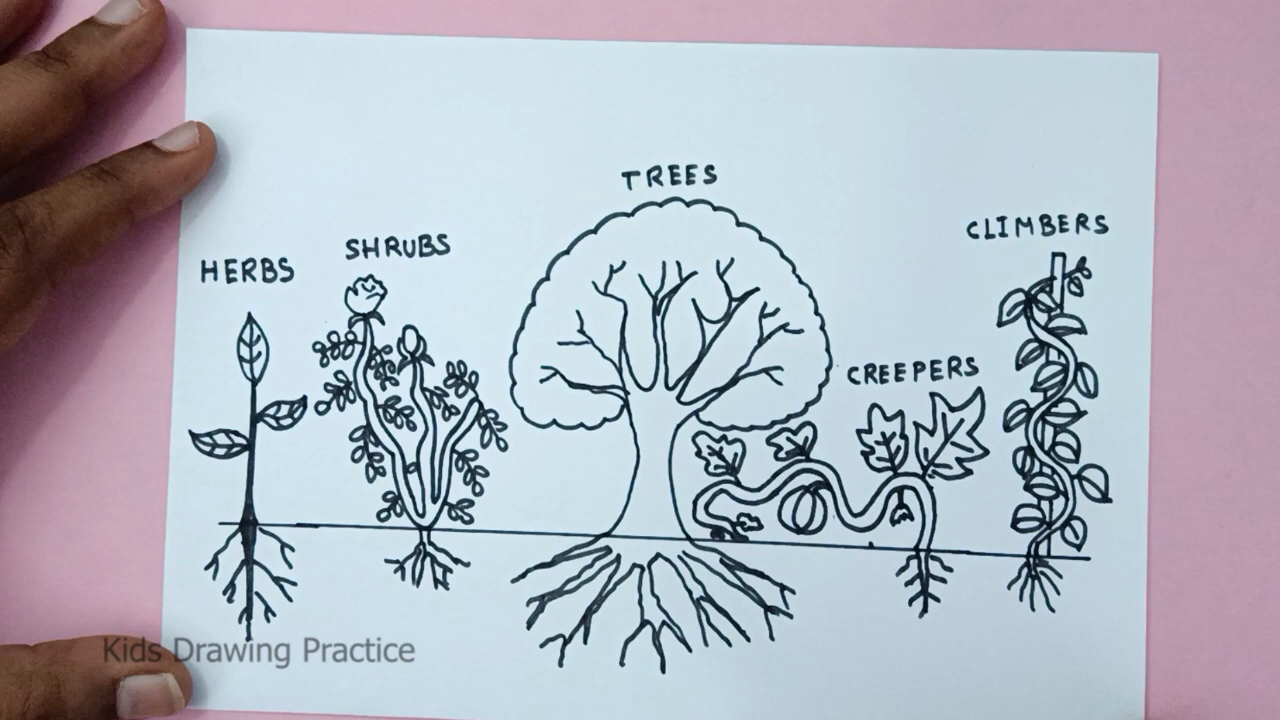 TREES
CLIMBERS
SHRUBS
HERBS
CREEPERS
Kids Drawing Practice